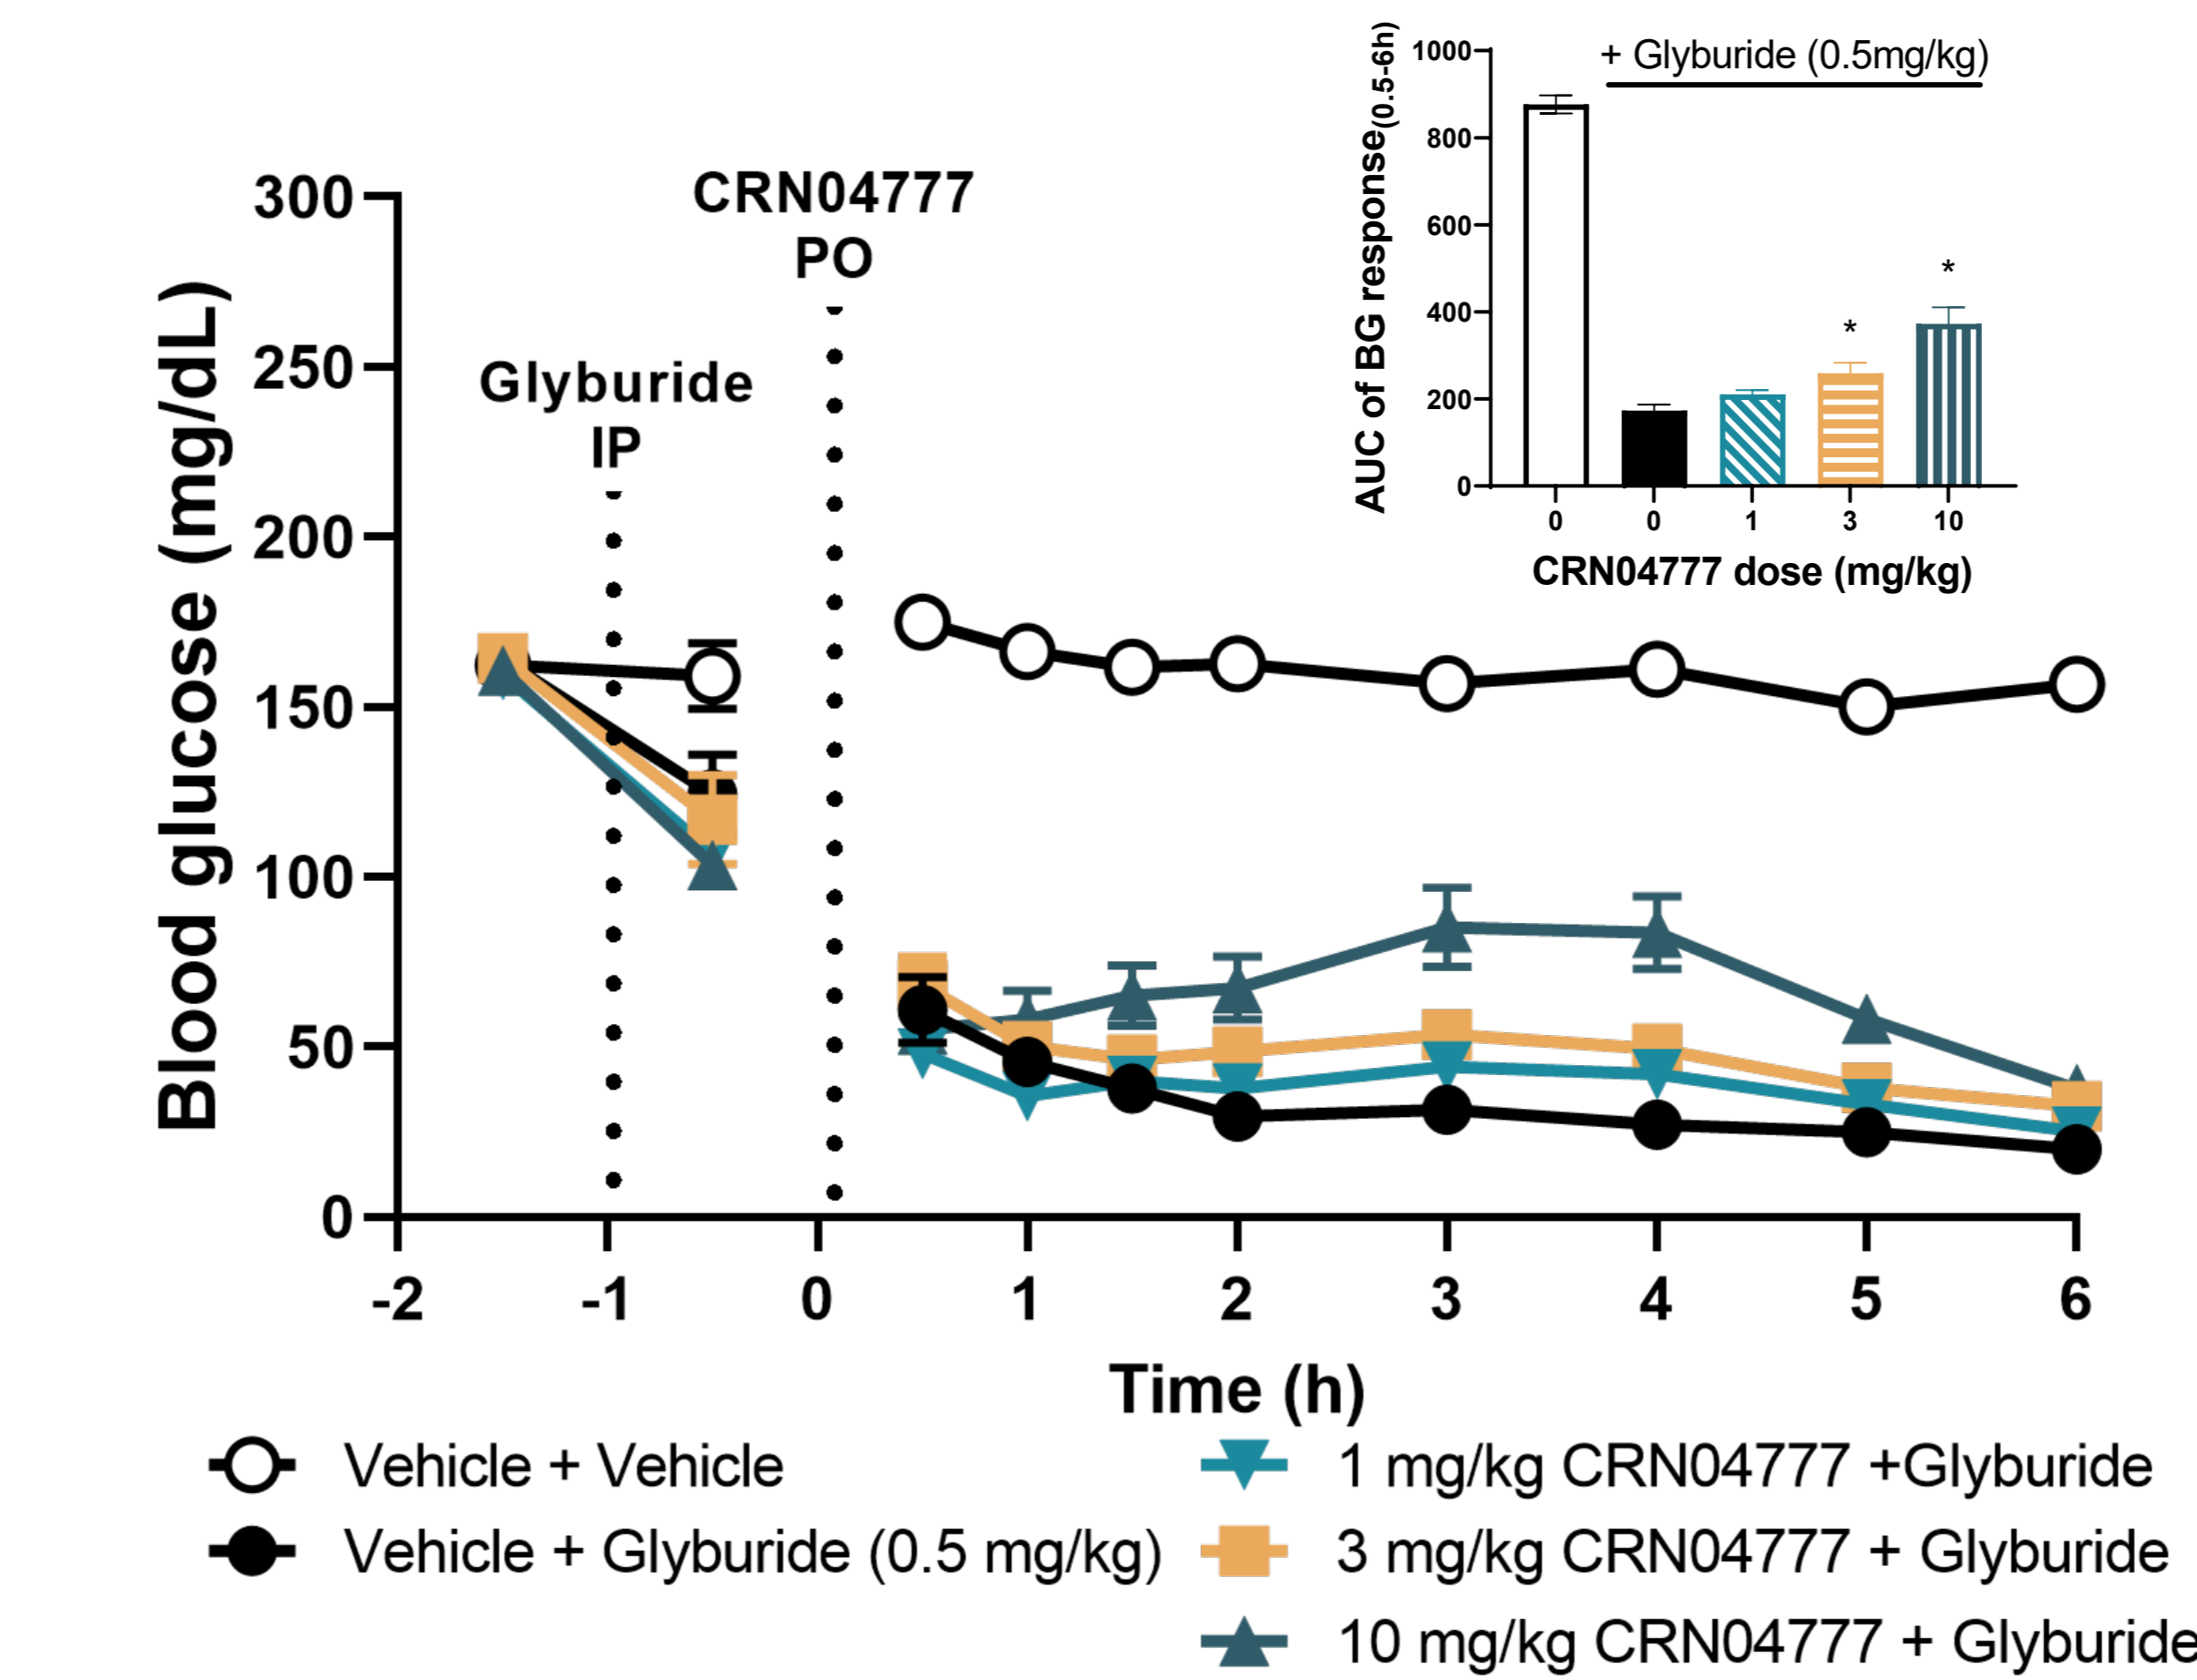 1000
+ Glyburide (0.5mg/kg)
800
600
400
200
0
AUC of BG response(0.5-6h)
*
*
0
0
1
3
10
CRN04777 dose (mg/kg)
CRN04777
PO
Glyburide
IP
300
250
200
150
100
50
0
Blood glucose (mg/dL)
-2
-1
0
1
2
3
4
5
6
Time (h)
Vehicle + Vehicle
Vehicle + Glyburide (0.5 mg/kg)
1 mg/kg CRN04777 +Glyburide
3 mg/kg CRN04777 + Glyburide
10 mg/kg CRN04777 + Glyburide